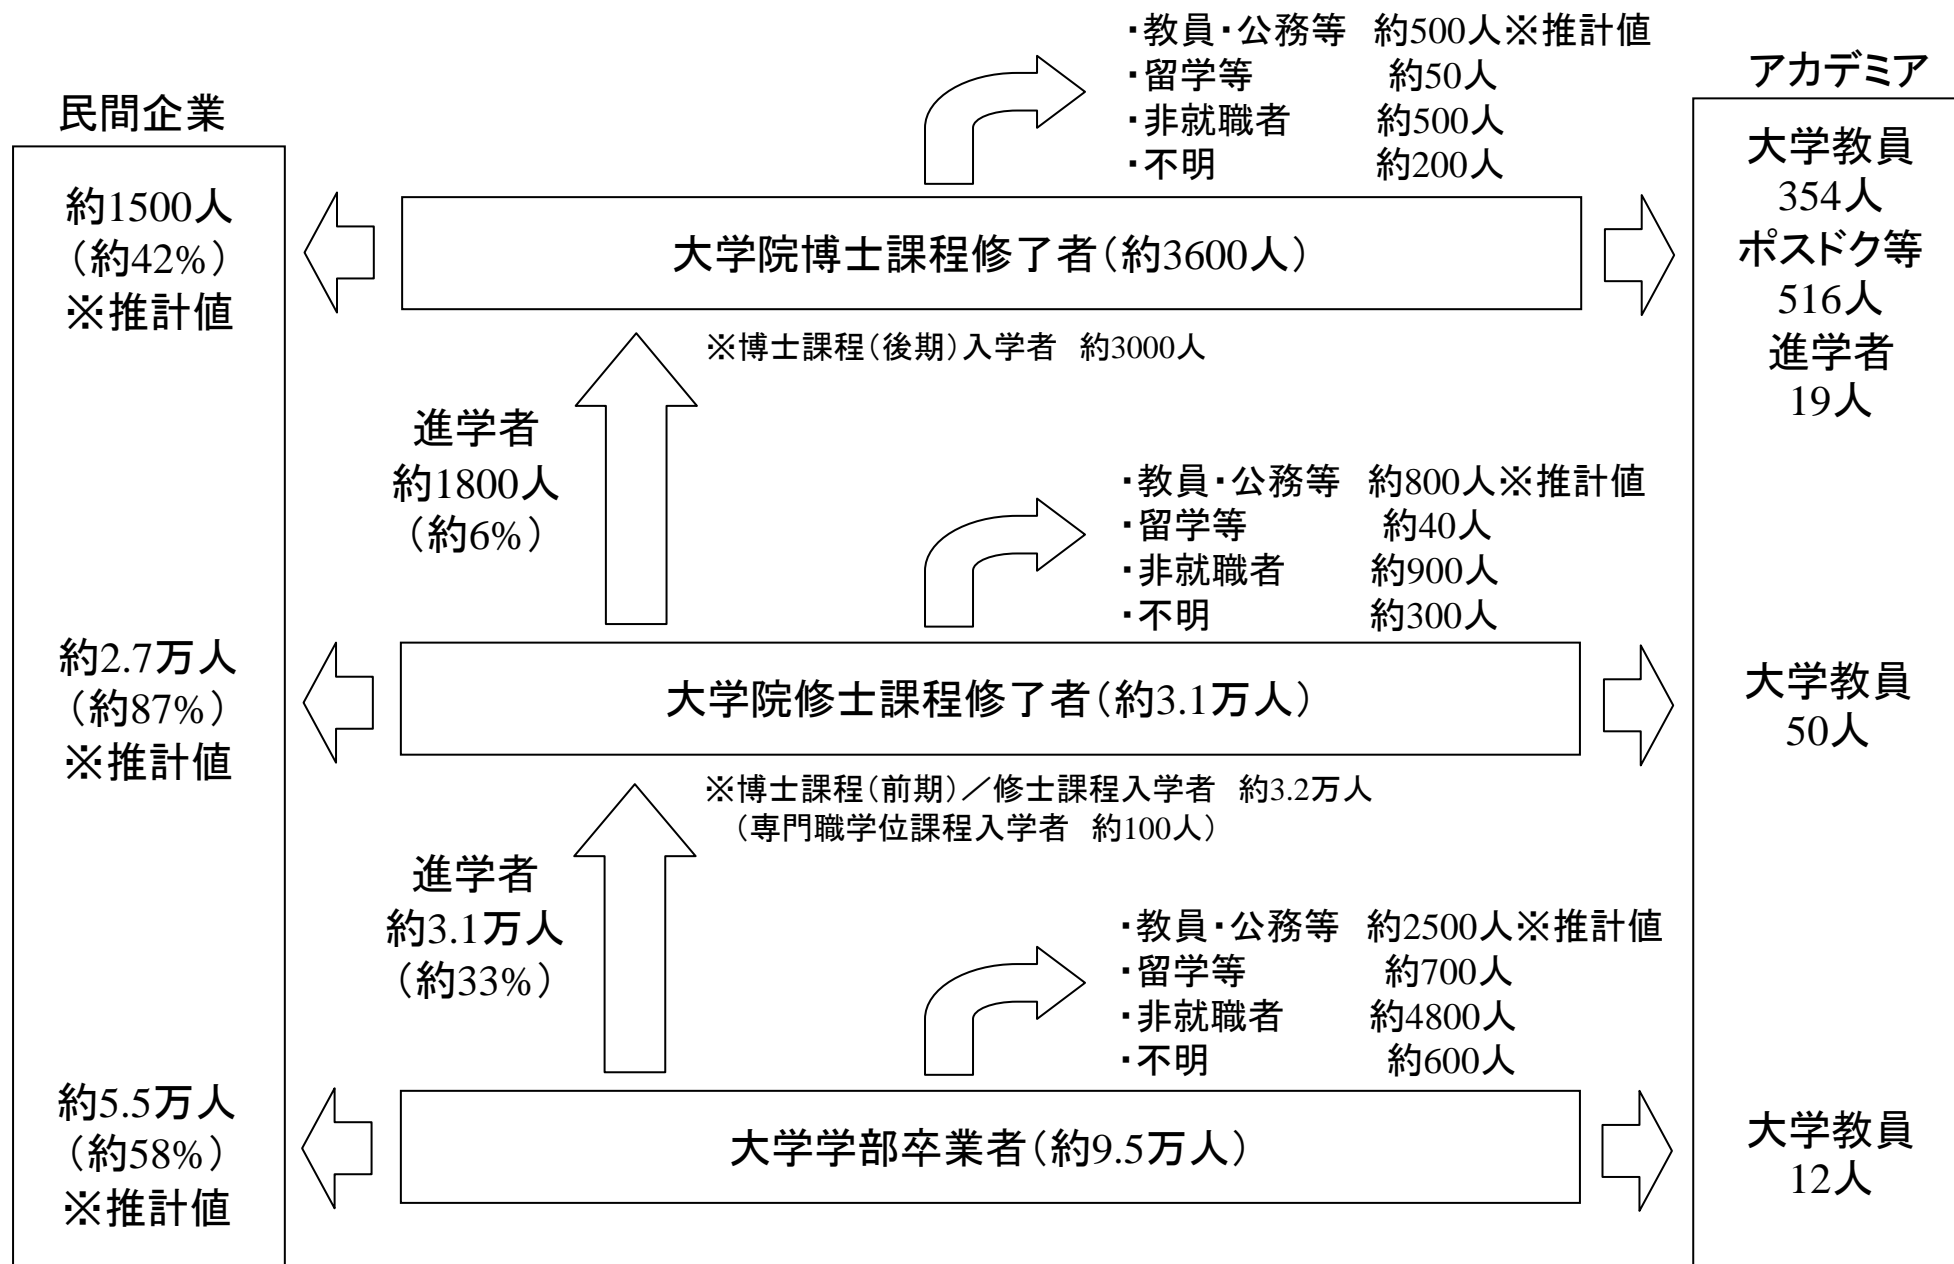 ・教員・公務等 約500人※推計値
・留学等 約50人
・非就職者 約500人
・不明 約200人
民間企業
アカデミア
約1500人
(約42%)
※推計値
大学院博士課程修了者(約3600人)
大学教員
354人
ポスドク等
516人
進学者
19人
※博士課程(後期)入学者 約3000人
進学者
約1800人
(約6%)
・教員・公務等 約800人※推計値
・留学等 約40人
・非就職者 約900人
・不明 約300人
約2.7万人
(約87%)
※推計値
大学院修士課程修了者(約3.1万人)
大学教員
50人
※博士課程(前期)/修士課程入学者 約3.2万人
(専門職学位課程入学者 約100人)
進学者
約3.1万人
(約33%)
・教員・公務等 約2500人※推計値
・留学等 約700人
・非就職者 約4800人
・不明 約600人
約5.5万人
(約58%)
※推計値
大学学部卒業者(約9.5万人)
大学教員
12人